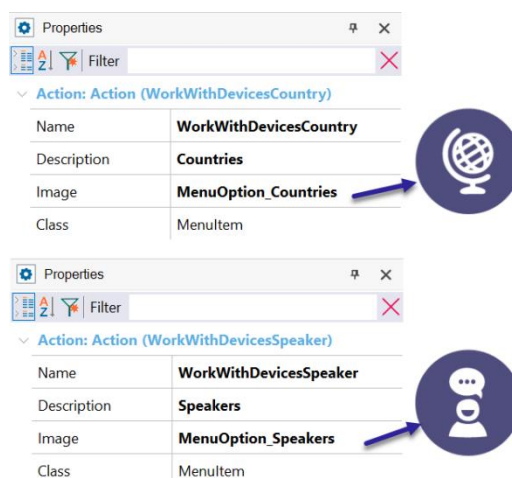 Properties
Filter
Action: Action (WorkWithDevicesCountry)
Name WorkWithDevicesCountry
Description Countries
Image MenuOption_Countries
Class MenuItem
Properties
Filter
Action: Action (WorkWithDevicesSpeaker)
Name WorkWithDevicesSpeaker
Description Speakers
Image MenuOption_Speakers
Class MenuItem